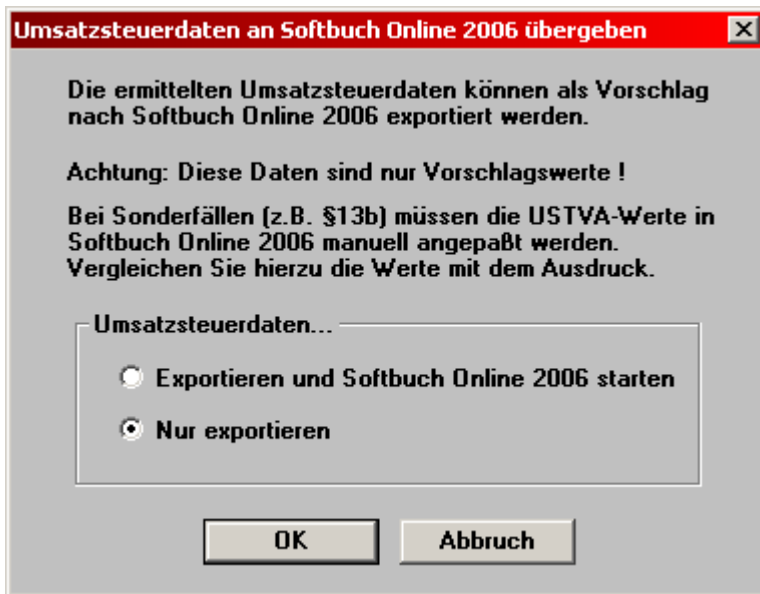 Umsatzsteuerdaten an Softbuch Online 2006 übergeben
Die ermittelten Umsatzsteuerdaten können als Vorschlag
nach Softbuch Online 2006 exportiert werden.
Achtung: Diese Daten sind nur Vorschlagswerte !
Bei Sonderfällen (z.B. §13b) müssen die USTVA-Werte in
Softbuch Online 2006 manuell angepaßt werden.
Vergleichen Sie hierzu die Werte mit dem Ausdruck.
Umsatzsteuerdaten...
Exportieren und Softbuch Online 2006 starten
Nur exportieren
OK Abbruch